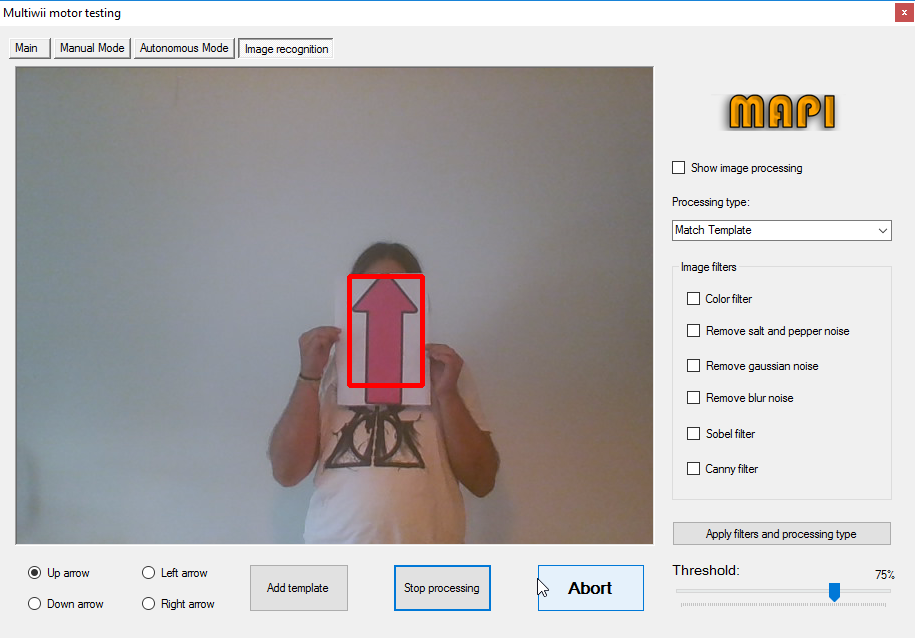 Multiwii motor testing
x
Main
Manual Mode
Autonomous Mode
Image recognition
MAPI
Show image processing
Processing type:
Match Template
Image filters
Color filter
Remove salt and pepper noise
Remove gaussian noise
Remove blur noise
Sobel filter
Canny filter
Apply filters and processing type
Up arrow
Left arrow
Down arrow
Right arrow
Add template
Stop processing
Abort
Threshold:
75%